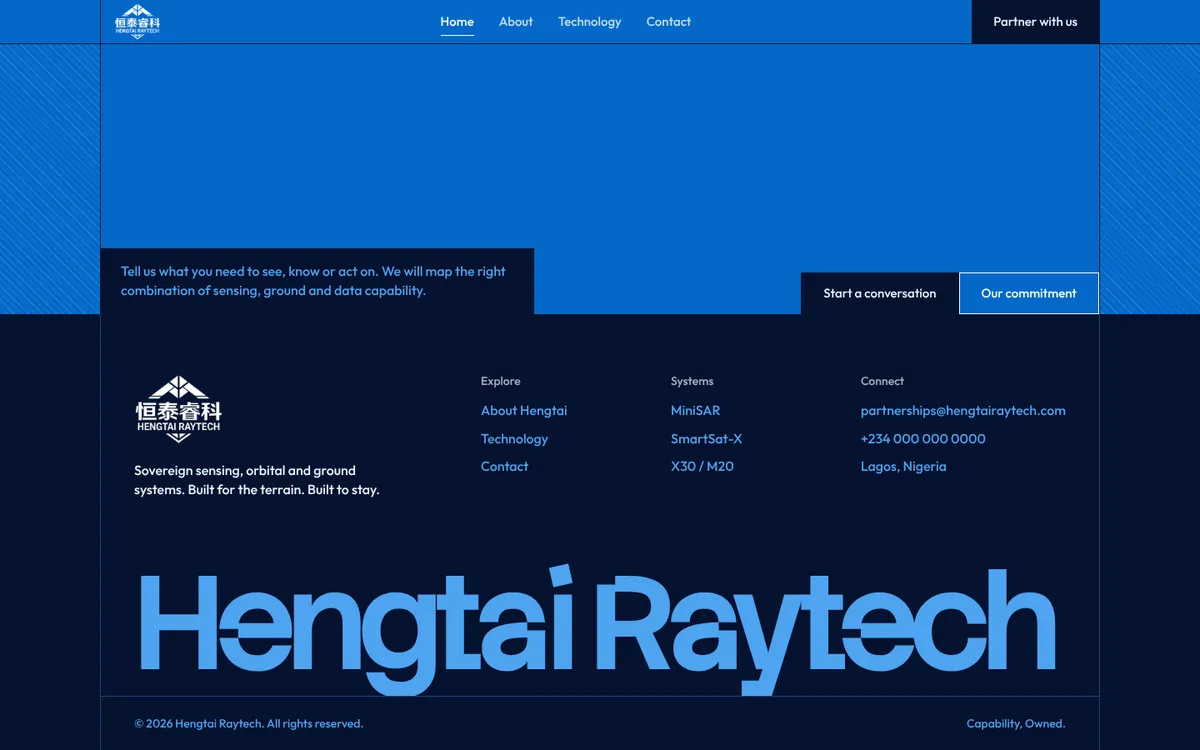 恒泰睿科
HENGTAI RAYTECH
Home
About
Technology
Contact
Partner with us
Tell us what you need to see, know or act on. We will map the right
combination of sensing, ground and data capability.
Start a conversation
Our commitment
恒泰睿科
HENGTAI RAYTECH
Sovereign sensing, orbital and ground
systems. Built for the terrain. Built to stay.
Explore
About Hengtai
Technology
Contact
Systems
MiniSAR
SmartSat-X
X30 / M20
Connect
partnerships@hengtairaytech.com
+234 000 000 0000
Lagos, Nigeria
Hengtai Raytech
© 2026 Hengtai Raytech. All rights reserved.
Capability, Owned.